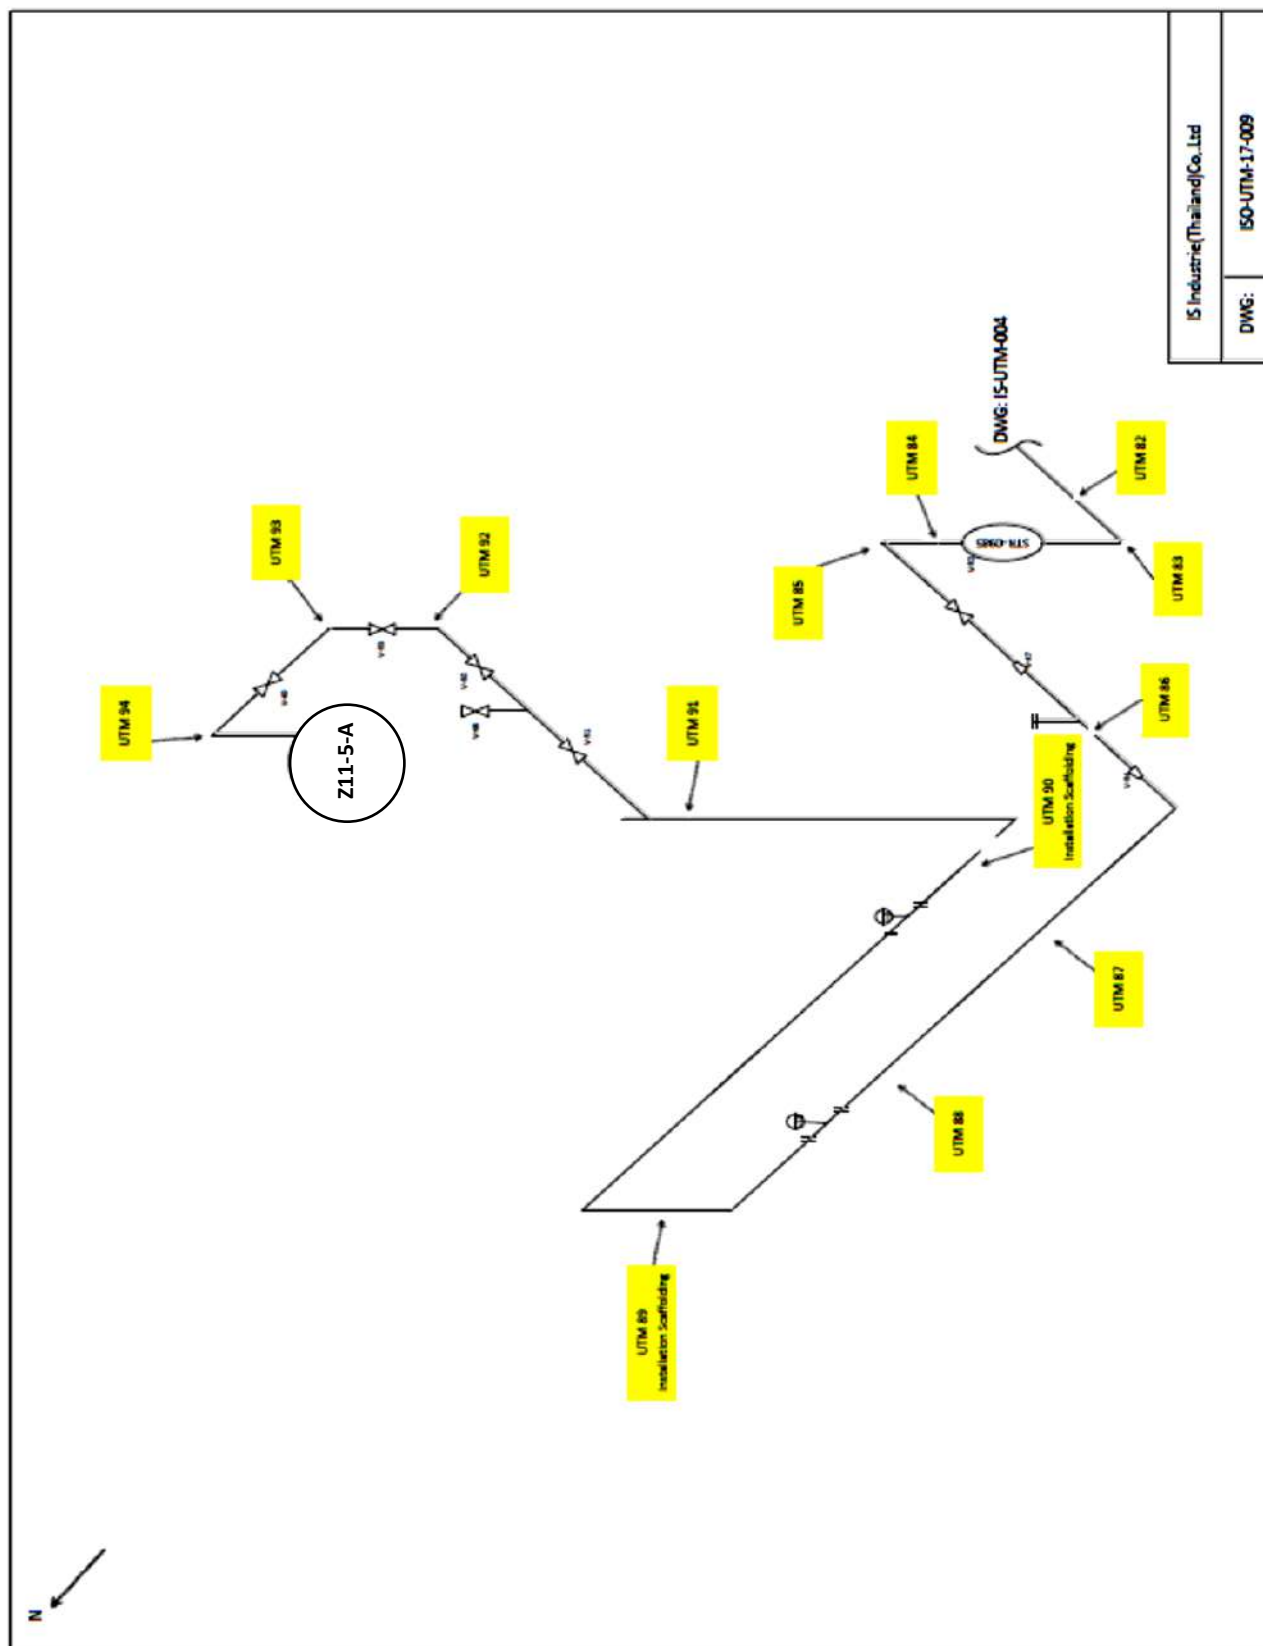 N
UTM 94
UTM 93
UTM 92
Z11-5-A
UTM 91
UTM 85
UTM 84
DWG: IS-UTM-004
UTM 82
UTM 83
STR-0985
UTM 86
UTM 90
Installation Scaffolding
UTM 87
UTM 88
UTM 89
Installation Scaffolding
IS Industrie(Thailand)Co,.Ltd
DWG:
ISO-UTM-17-009